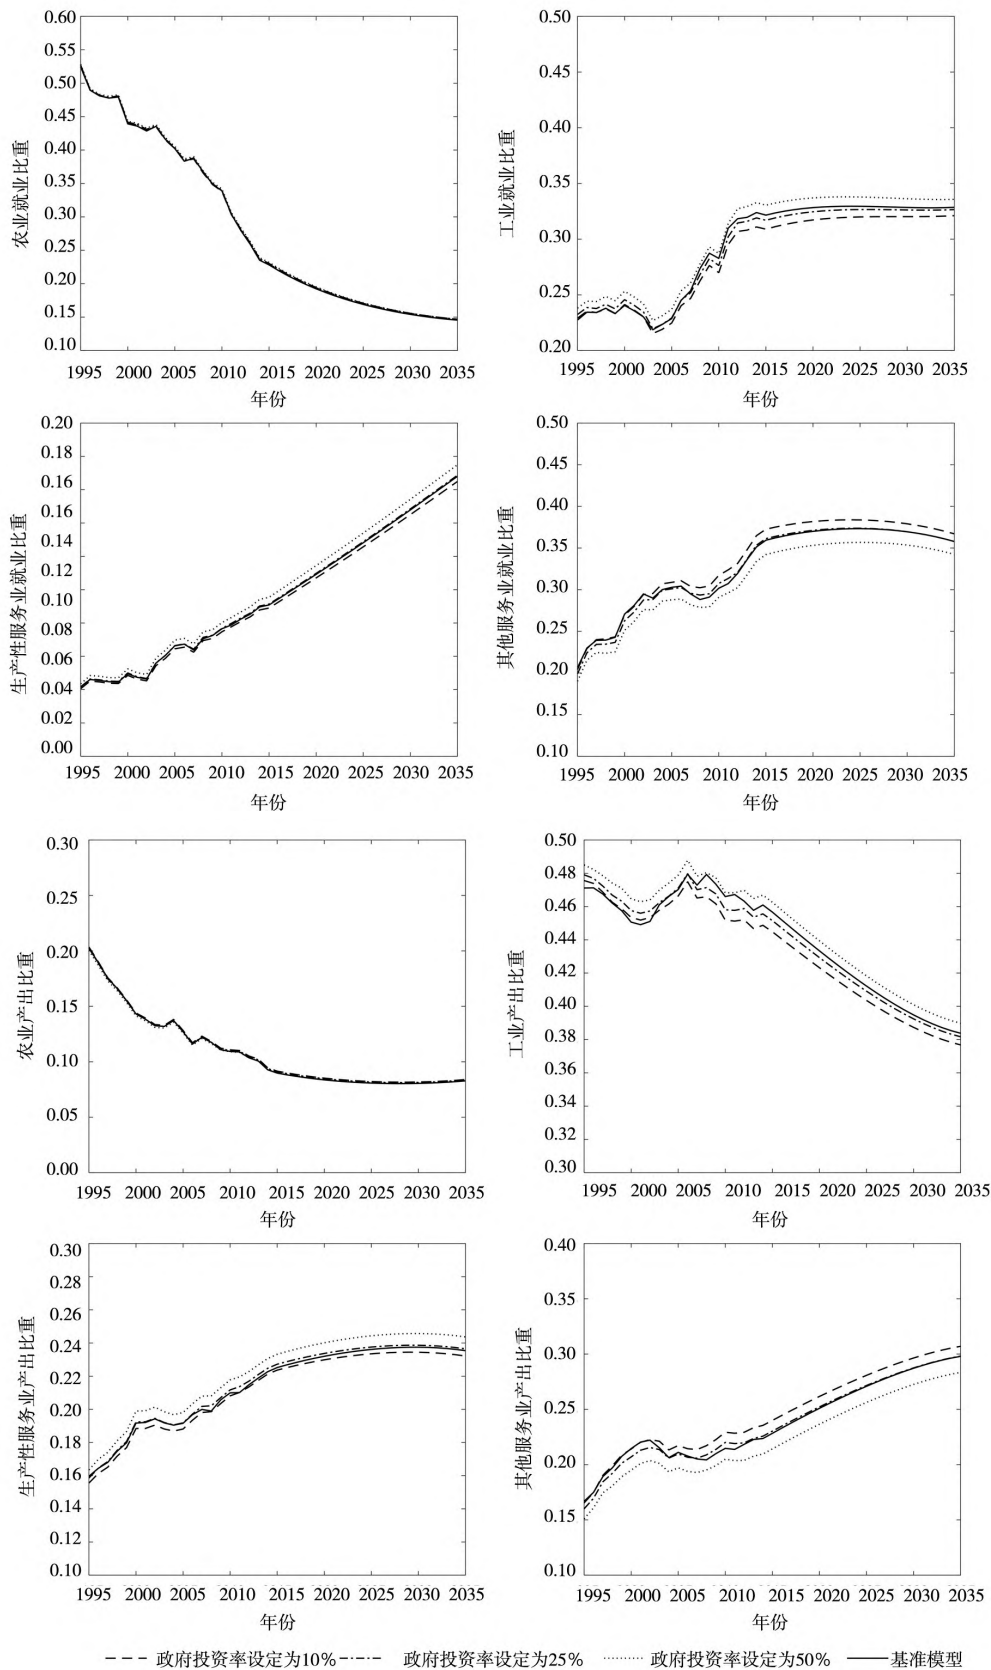 0.60
0.55
0.50
0.45
0.40
0.35
0.30
0.25
0.20
0.15
0.10
农业就业比重
1995 2000 2005 2010 2015 2020 2025 2030 2035
年份
0.50
0.45
0.40
0.35
0.30
0.25
0.20
工业就业比重
1995 2000 2005 2010 2015 2020 2025 2030 2035
年份
0.20
0.18
0.16
0.14
0.12
0.10
0.08
0.06
0.04
0.02
0.00
生产性服务业就业比重
1995 2000 2005 2010 2015 2020 2025 2030 2035
年份
0.50
0.45
0.40
0.35
0.30
0.25
0.20
0.15
0.10
其他服务业就业比重
1995 2000 2005 2010 2015 2020 2025 2030 2035
年份
0.30
0.25
0.20
0.15
0.10
0.05
0.00
农业产出比重
1995 2000 2005 2010 2015 2020 2025 2030 2035
年份
0.50
0.48
0.46
0.44
0.42
0.40
0.38
0.36
0.34
0.32
0.30
工业产出比重
1995 2000 2005 2010 2015 2020 2025 2030 2035
年份
0.30
0.28
0.26
0.24
0.22
0.20
0.18
0.16
0.14
0.12
0.10
生产性服务业产出比重
1995 2000 2005 2010 2015 2020 2025 2030 2035
年份
0.40
0.35
0.30
0.25
0.20
0.15
0.10
其他服务业产出比重
1995 2000 2005 2010 2015 2020 2025 2030 2035
年份
政府投资率设定为10% 政府投资率设定为25% 政府投资率设定为50% 基准模型